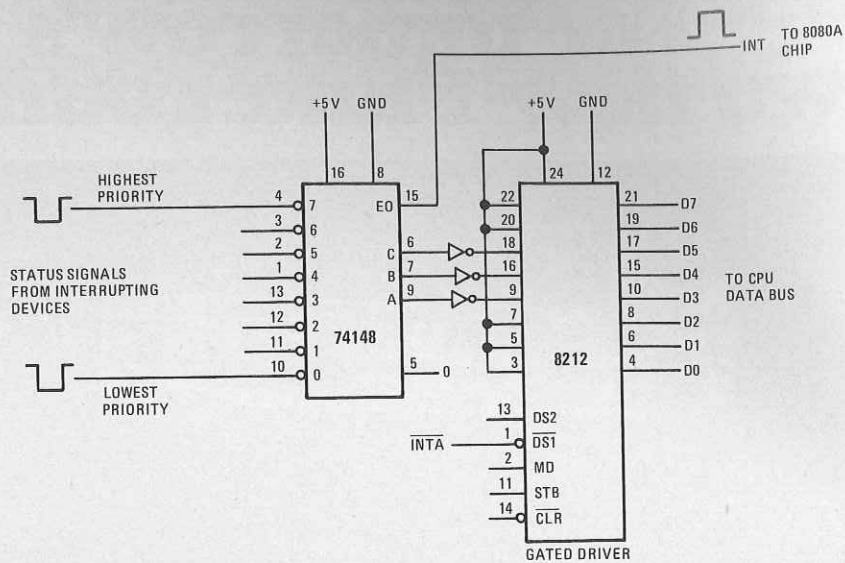 INT
TO 8080A
CHIP
+5V
GND
+5V
GND
16
8
24
12
HIGHEST
PRIORITY
4
7
EO
15
22
21
D7
3
6
20
19
D6
2
5
C
6
18
17
D5
STATUS SIGNALS
FROM INTERRUPTING
DEVICES
1
4
B
7
16
15
D4
TO CPU
DATA BUS
13
3
A
9
9
10
D3
12
2
7
8
D2
11
1
74148
5
8212
6
D1
10
0
5
0
3
4
D0
LOWEST
PRIORITY
13
DS2
INTA
1
DS1
2
MD
11
STB
14
CLR
GATED DRIVER